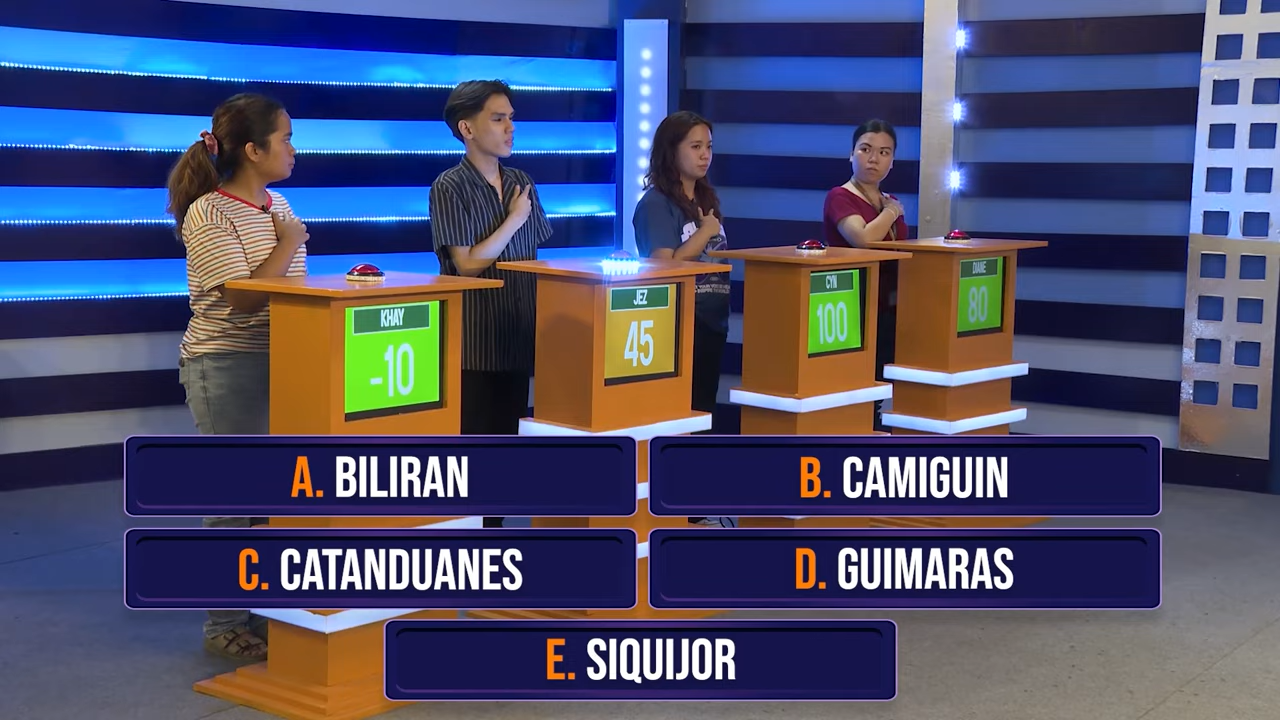 KHAY
-10
JEZ
45
CYN
100
DIANE
80
A. BILIRAN
B. CAMIGUIN
C. CATANDUANES
D. GUIMARAS
E. SIQUIJOR